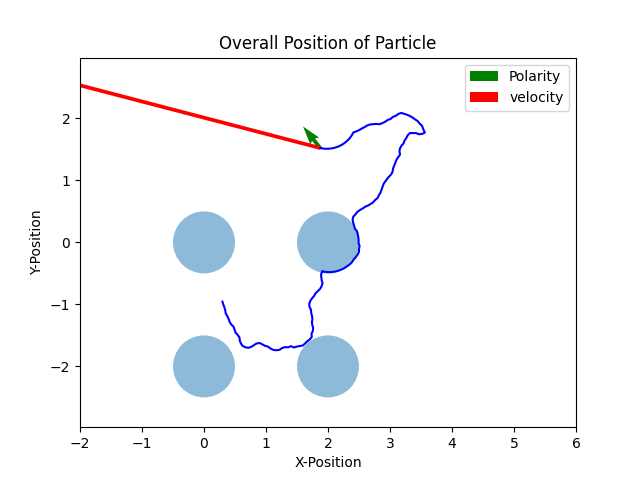 Overall Position of Particle
Polarity
velocity
Y-Position
2
1
0
−1
−2
−2 −1 0 1 2 3 4 5 6
X-Position